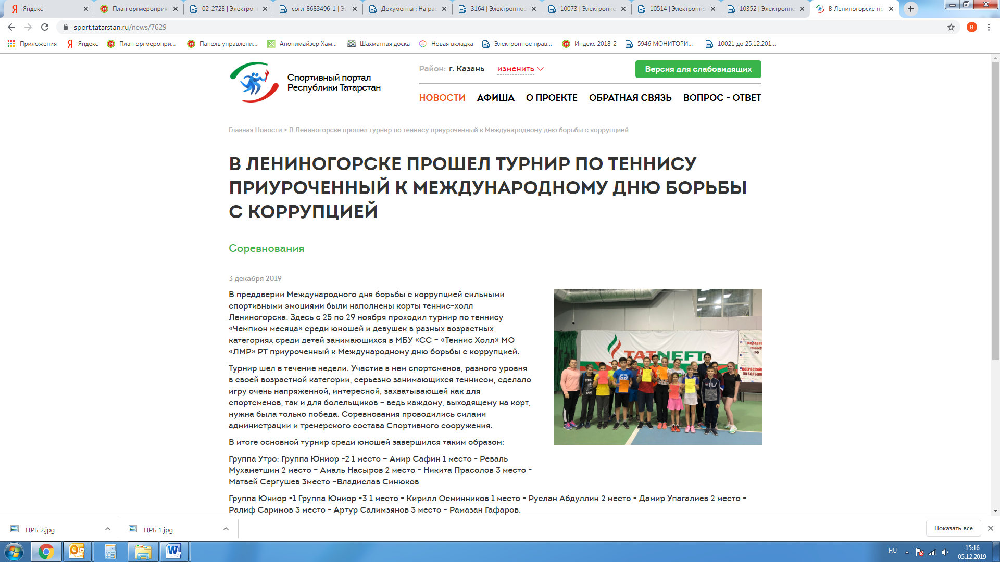 Яндекс
План оргмероприят
02-2728 | Электронн
согл-8683496-1 | Эл
Документы : На рас
3164 | Электронное
10073 | Электронно
10514 | Электронно
10352 | Электронно
В Лениногорске пр
sport.tatarstan.ru/news/7629
В
Приложения
Яндекс
План оргмеропри...
Панель управлени...
Анонимайзер Хам...
Шахматная доска
Новая вкладка
Электронное прав...
Индекс 2018-2
5946 МОНИТОРИ...
10021 до 25.12.201...
Спортивный портал
Республики Татарстан
Район: г. Казань изменить
Версия для слабовидящих
НОВОСТИ АФИША О ПРОЕКТЕ ОБРАТНАЯ СВЯЗЬ ВОПРОС - ОТВЕТ
Главная Новости > В Лениногорске прошел турнир по теннису приуроченный к Международному дню борьбы с коррупцией
В ЛЕНИНОГОРСКЕ ПРОШЕЛ ТУРНИР ПО ТЕННИСУ
ПРИУРОЧЕННЫЙ К МЕЖДУНАРОДНОМУ ДНЮ БОРЬБЫ
С КОРРУПЦИЕЙ
Соревнования
3 декабря 2019
В преддверии Международного дня борьбы с коррупцией сильными
спортивными эмоциями были наполнены корты теннис-холл
Лениногорска. Здесь с 25 по 29 ноября проходил турнир по теннису
«Чемпион месяца» среди юношей и девушек в разных возрастных
категориях среди детей занимающихся в МБУ «СС – «Теннис Холл» МО
«ЛМР» РТ приуроченный к Международному дню борьбы с коррупцией.
Турнир шел в течение недели. Участие в нем спортсменов, разного уровня
в своей возрастной категории, серьезно занимающихся теннисом, сделало
игру очень напряженной, интересной, захватывающей как для
спортсменов, так и для болельщиков – ведь каждому, выходящему на корт,
нужна была только победа. Соревнования проводились силами
администрации и тренерского состава Спортивного сооружения.
В итоге основной турнир среди юношей завершился таким образом:
Группа Утро: Группа Юниор -2 1 место – Амир Сафин 1 место - Реваль
Мухаметшин 2 место – Амаль Насыров 2 место - Никита Прасолов 3 место -
Матвей Сергушев 3место –Владислав Синюков
Группа Юниор -1 Группа Юниор -3 1 место - Кирилл Осминников 1 место - Руслан Абдуллин 2 место - Дамир Упагалиев 2 место -
Ралиф Саримов 3 место - Артур Салимзянов 3 место - Рамазан Гафаров.
TATNEFT
Федерац
тенниса
РФ
ВСЕРОССИЙС
ПО БОЛЬШО
ЦРБ 2.jpg
ЦРБ 1.jpg
Показать все
RU
15:16
05.12.2019